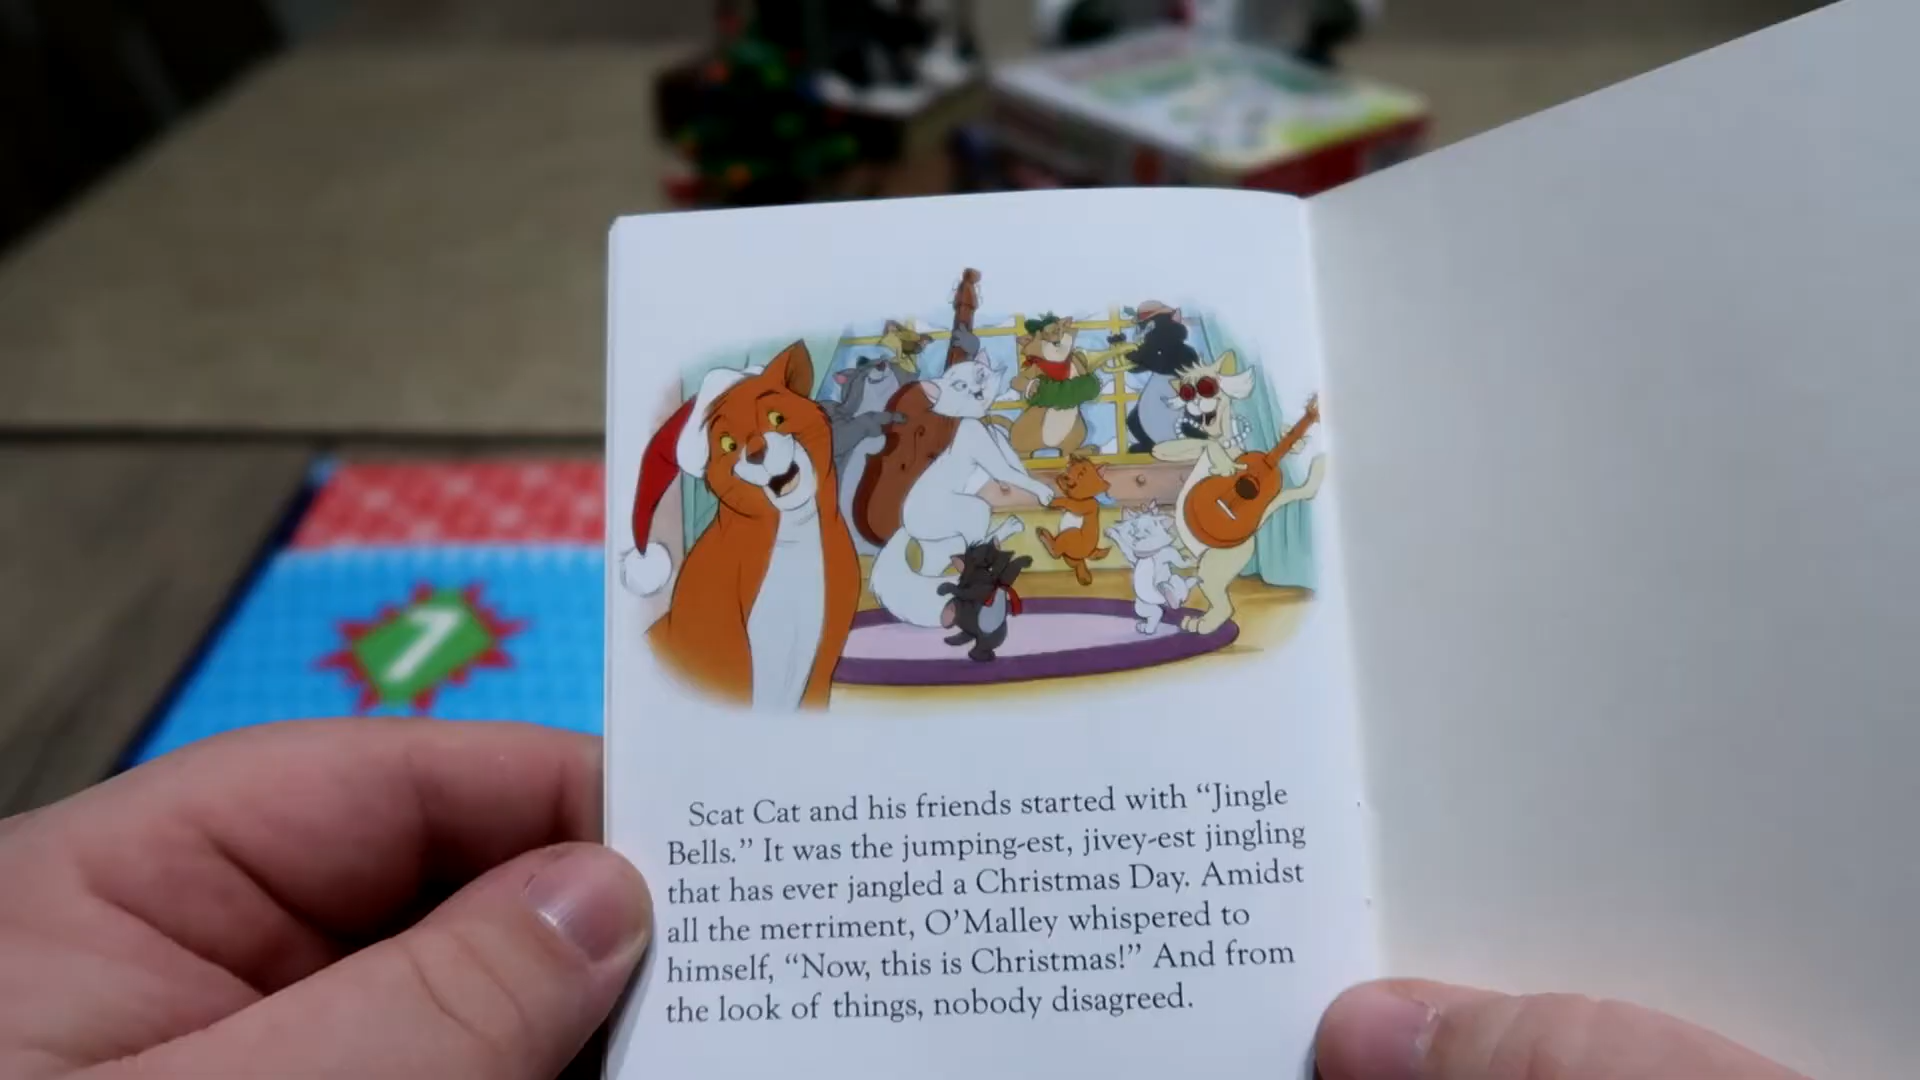 Scat Cat and his friends started with “Jingle
Bells.” It was the jumping-est, jivey-est jingling
that has ever jangled a Christmas Day. Amidst
all the merriment, O’Malley whispered to
himself, “Now, this is Christmas!” And from
the look of things, nobody disagreed.
7